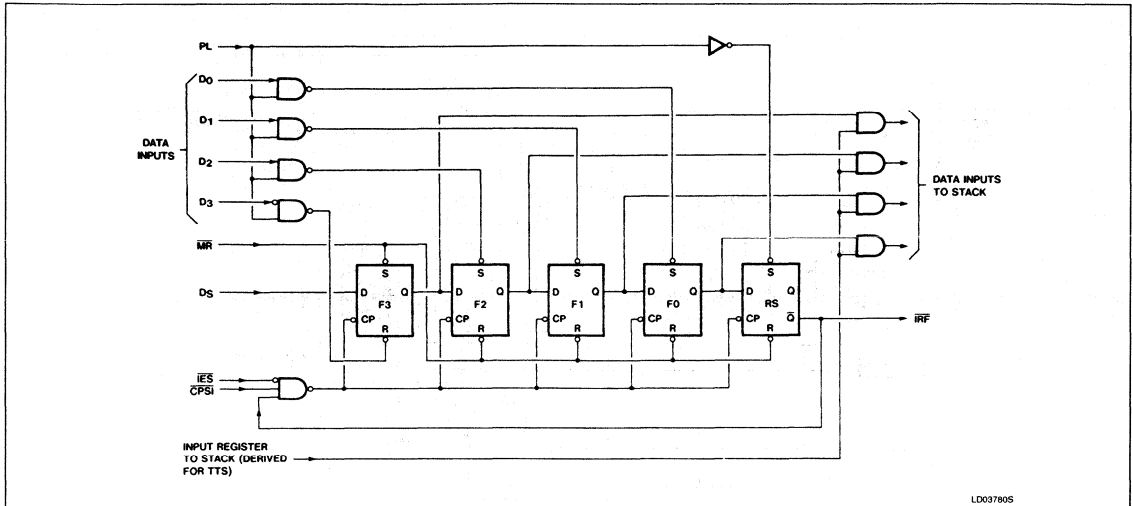 PL
D0
D1
DATA
INPUTS
D2
D3
MR
DS
S
S
S
S
S
D Q
D Q
D Q
D Q
D Q
F3
F2
F1
F0
RS
CP
CP
CP
CP
CP
Q
R
R
R
R
R
IRF
DATA INPUTS
TO STACK
IES
CPSI
INPUT REGISTER
TO STACK (DERIVED
FOR TTS)
LD03780S